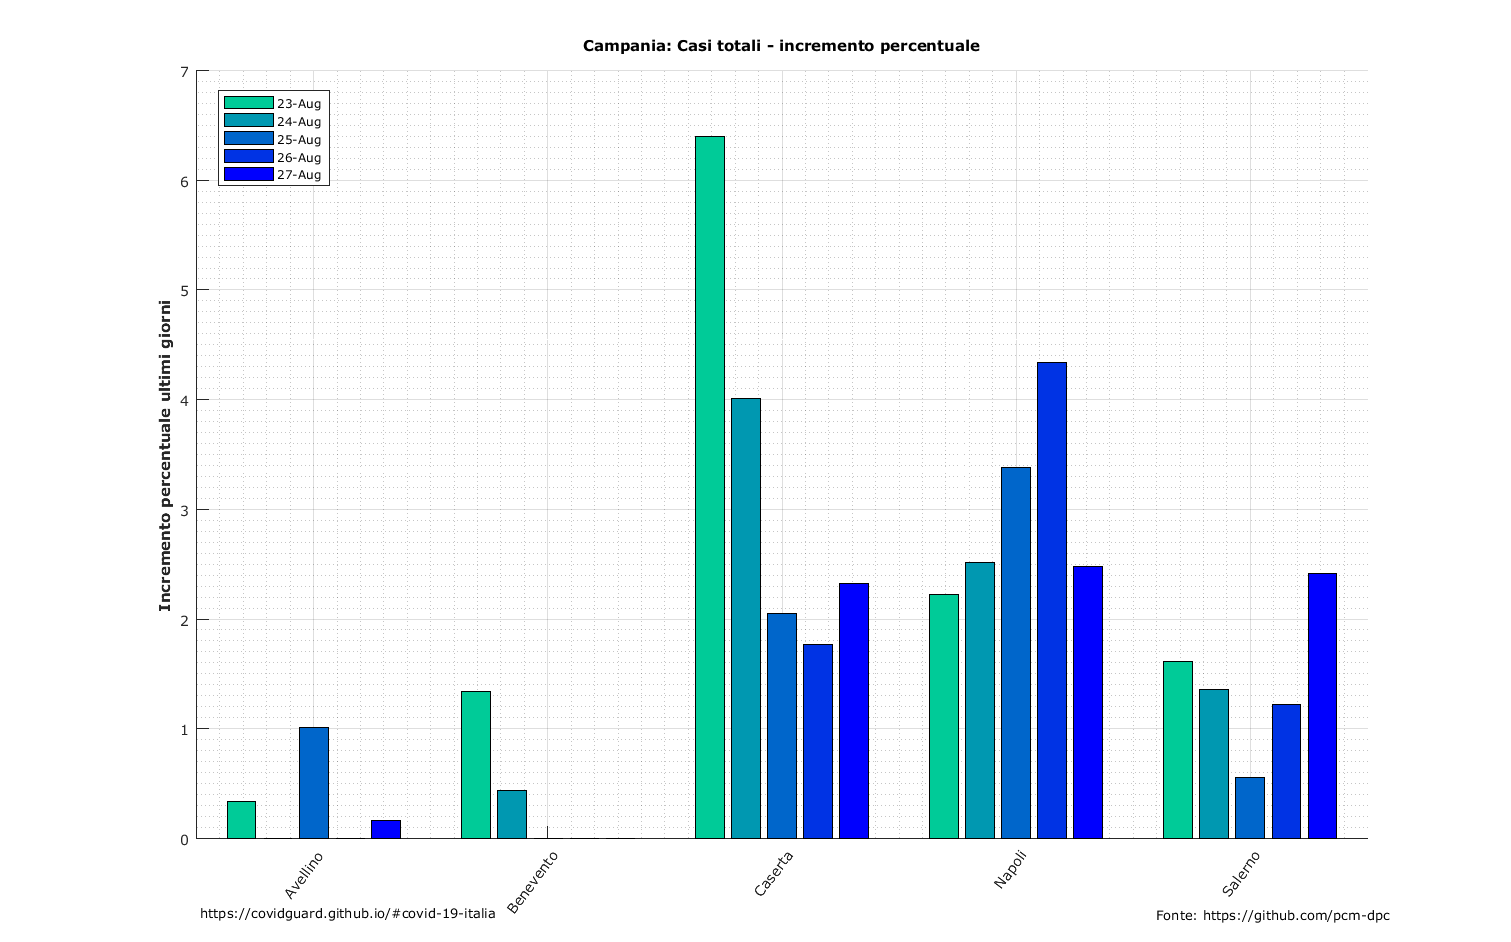 Campania: Casi totali - incremento percentuale
7
6
5
4
3
2
1
0
Incremento percentuale ultimi giorni
23-Aug
24-Aug
25-Aug
26-Aug
27-Aug
Avellino
Benevento
Caserta
Napoli
Salerno
https://covidguard.github.io/#covid-19-italia
Fonte: https://github.com/pcm-dpc